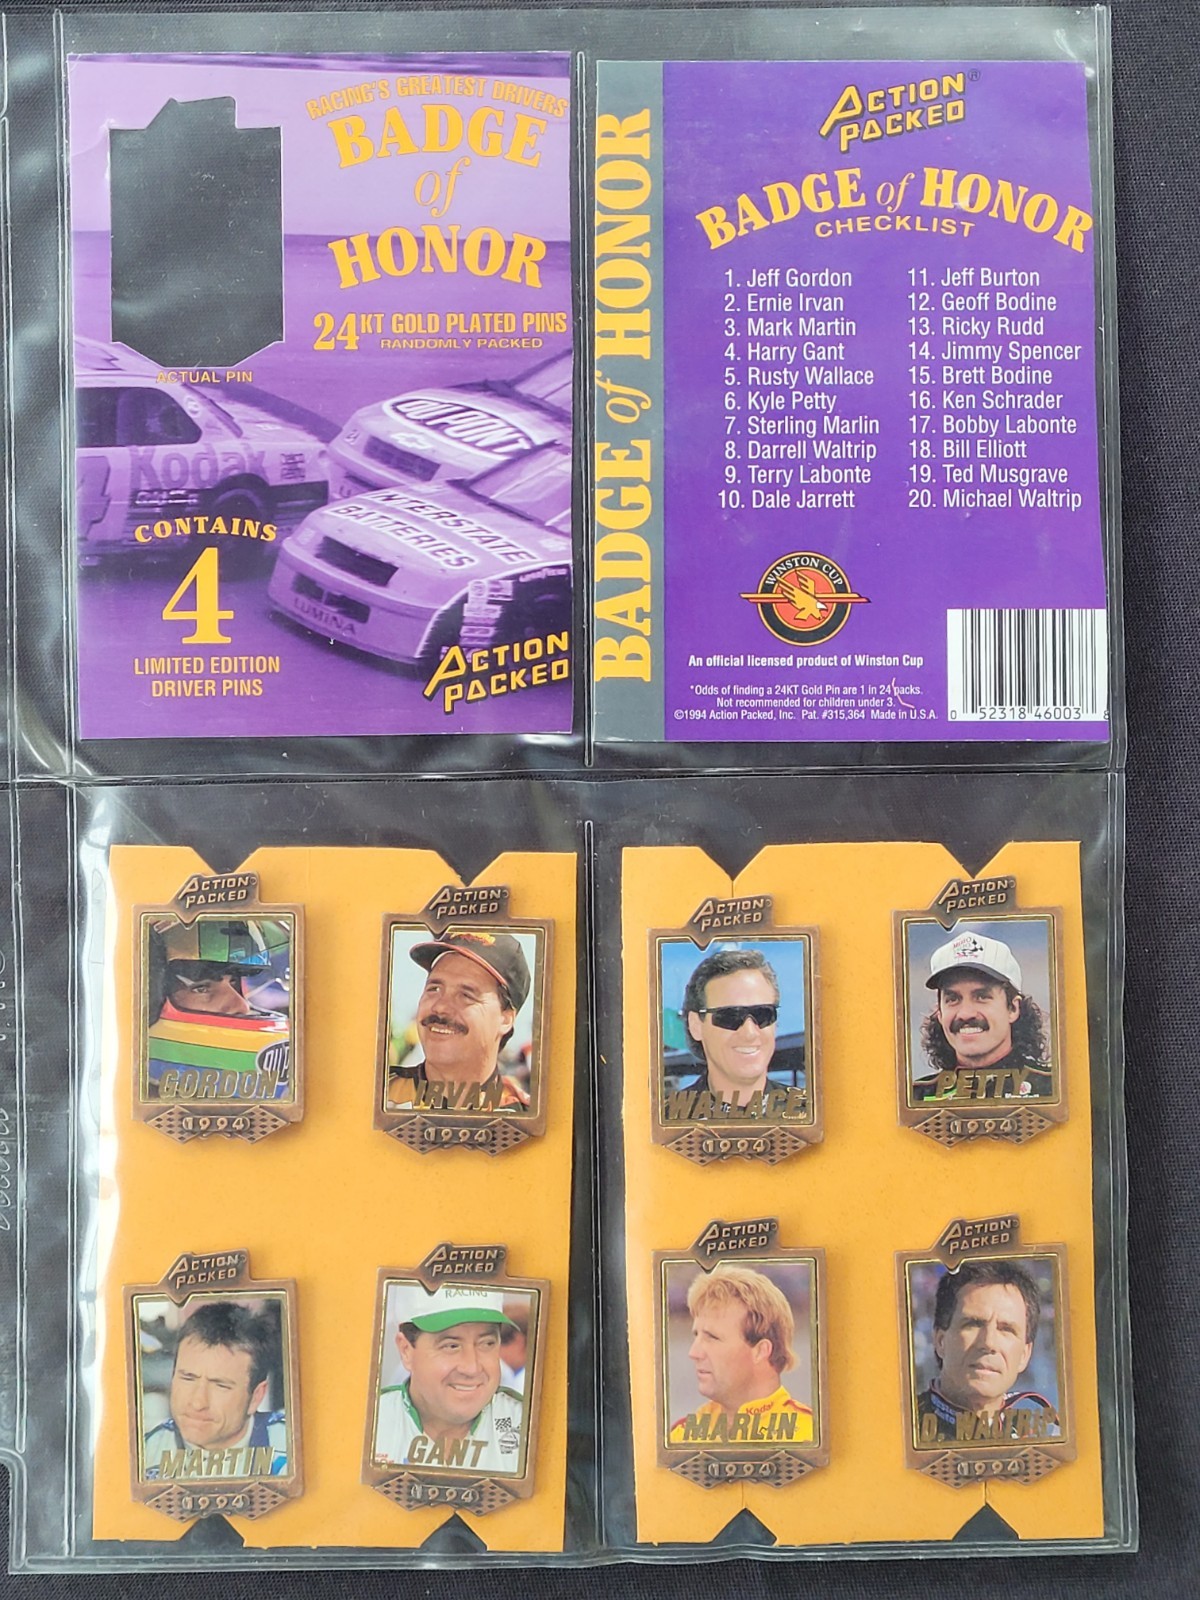 RACING'S GREATEST DRIVERS
BADGE
of
HONOR
24KT GOLD PLATED PINS
RANDOMLY PACKED
ACTUAL PIN
DUPONT
Kodak
INTERSTATE
BATTERIES
LUMINA
CONTAINS
4
LIMITED EDITION
DRIVER PINS
ACTION
PACKED
BADGE of HONOR
ACTION®
PACKED
BADGE of HONOR
CHECKLIST
1. Jeff Gordon
2. Ernie Irvan
3. Mark Martin
4. Harry Gant
5. Rusty Wallace
6. Kyle Petty
7. Sterling Marlin
8. Darrell Waltrip
9. Terry Labonte
10. Dale Jarrett
11. Jeff Burton
12. Geoff Bodine
13. Ricky Rudd
14. Jimmy Spencer
15. Brett Bodine
16. Ken Schrader
17. Bobby Labonte
18. Bill Elliott
19. Ted Musgrave
20. Michael Waltrip
WINSTON CUP
An official licensed product of Winston Cup
*Odds of finding a 24KT Gold Pin are 1 in 24 packs.
Not recommended for children under 3.
©1994 Action Packed, Inc. Pat. #315,364 Made in U.S.A.
0 52318 46003 8
ACTION
PACKED
GORDON
1994
ACTION
PACKED
IRVAN
1994
ACTION
PACKED
WALLACE
1994
ACTION
PACKED
PETTY
1994
ACTION
PACKED
MARTIN
1994
ACTION
PACKED
RACING
GANT
1994
ACTION
PACKED
Kodak
MARLIN
1994
ACTION
PACKED
D. WALTRIP
1994